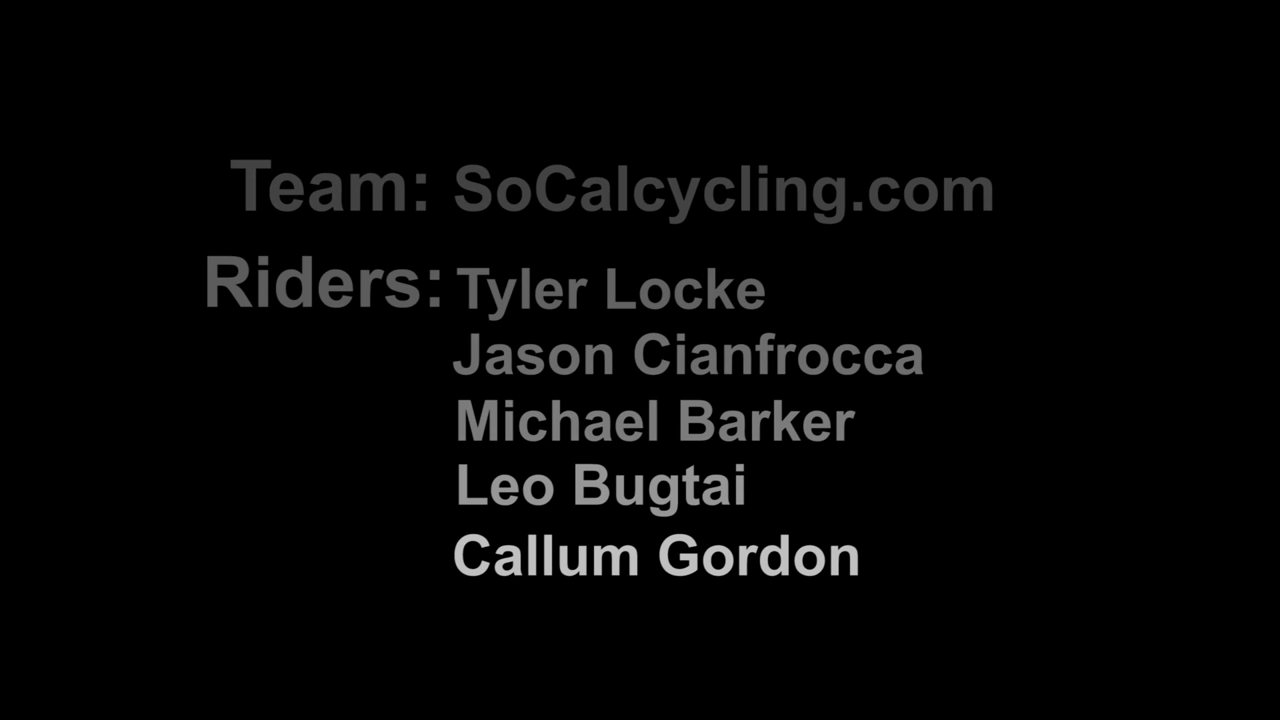 Team: SoCalcycling.com
Riders: Tyler Locke
Jason Cianfrocca
Michael Barker
Leo Bugtai
Callum Gordon